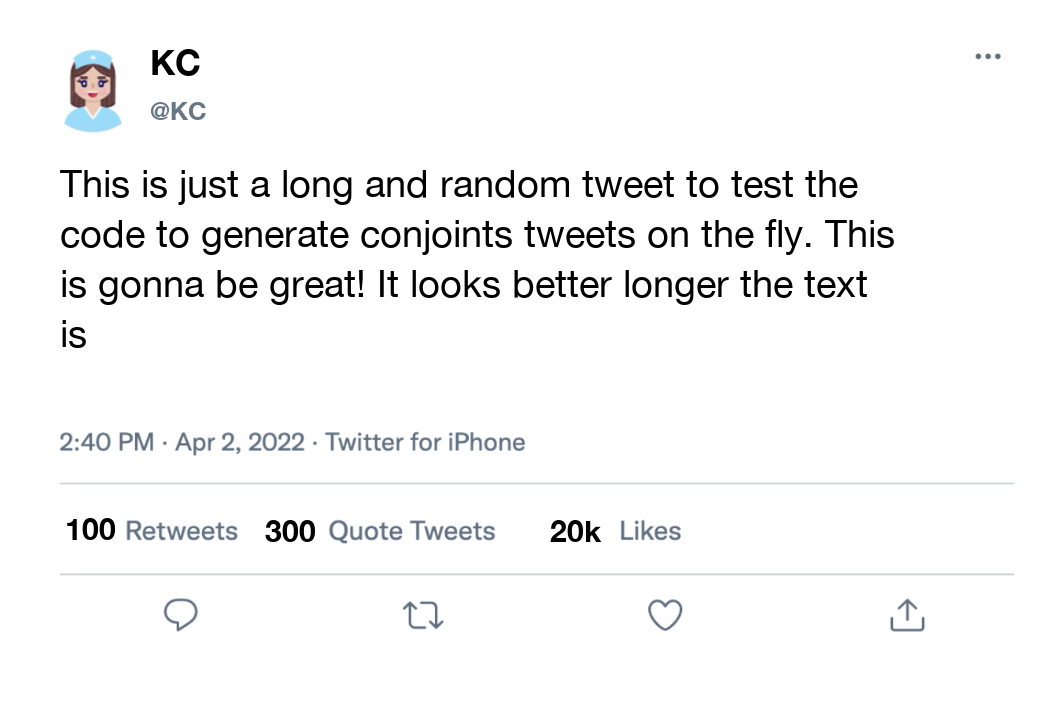 KC
@KC
This is just a long and random tweet to test the
code to generate conjoints tweets on the fly. This
is gonna be great! It looks better longer the text
is
2:40 PM · Apr 2, 2022 · Twitter for iPhone
100 Retweets 300 Quote Tweets 20k Likes